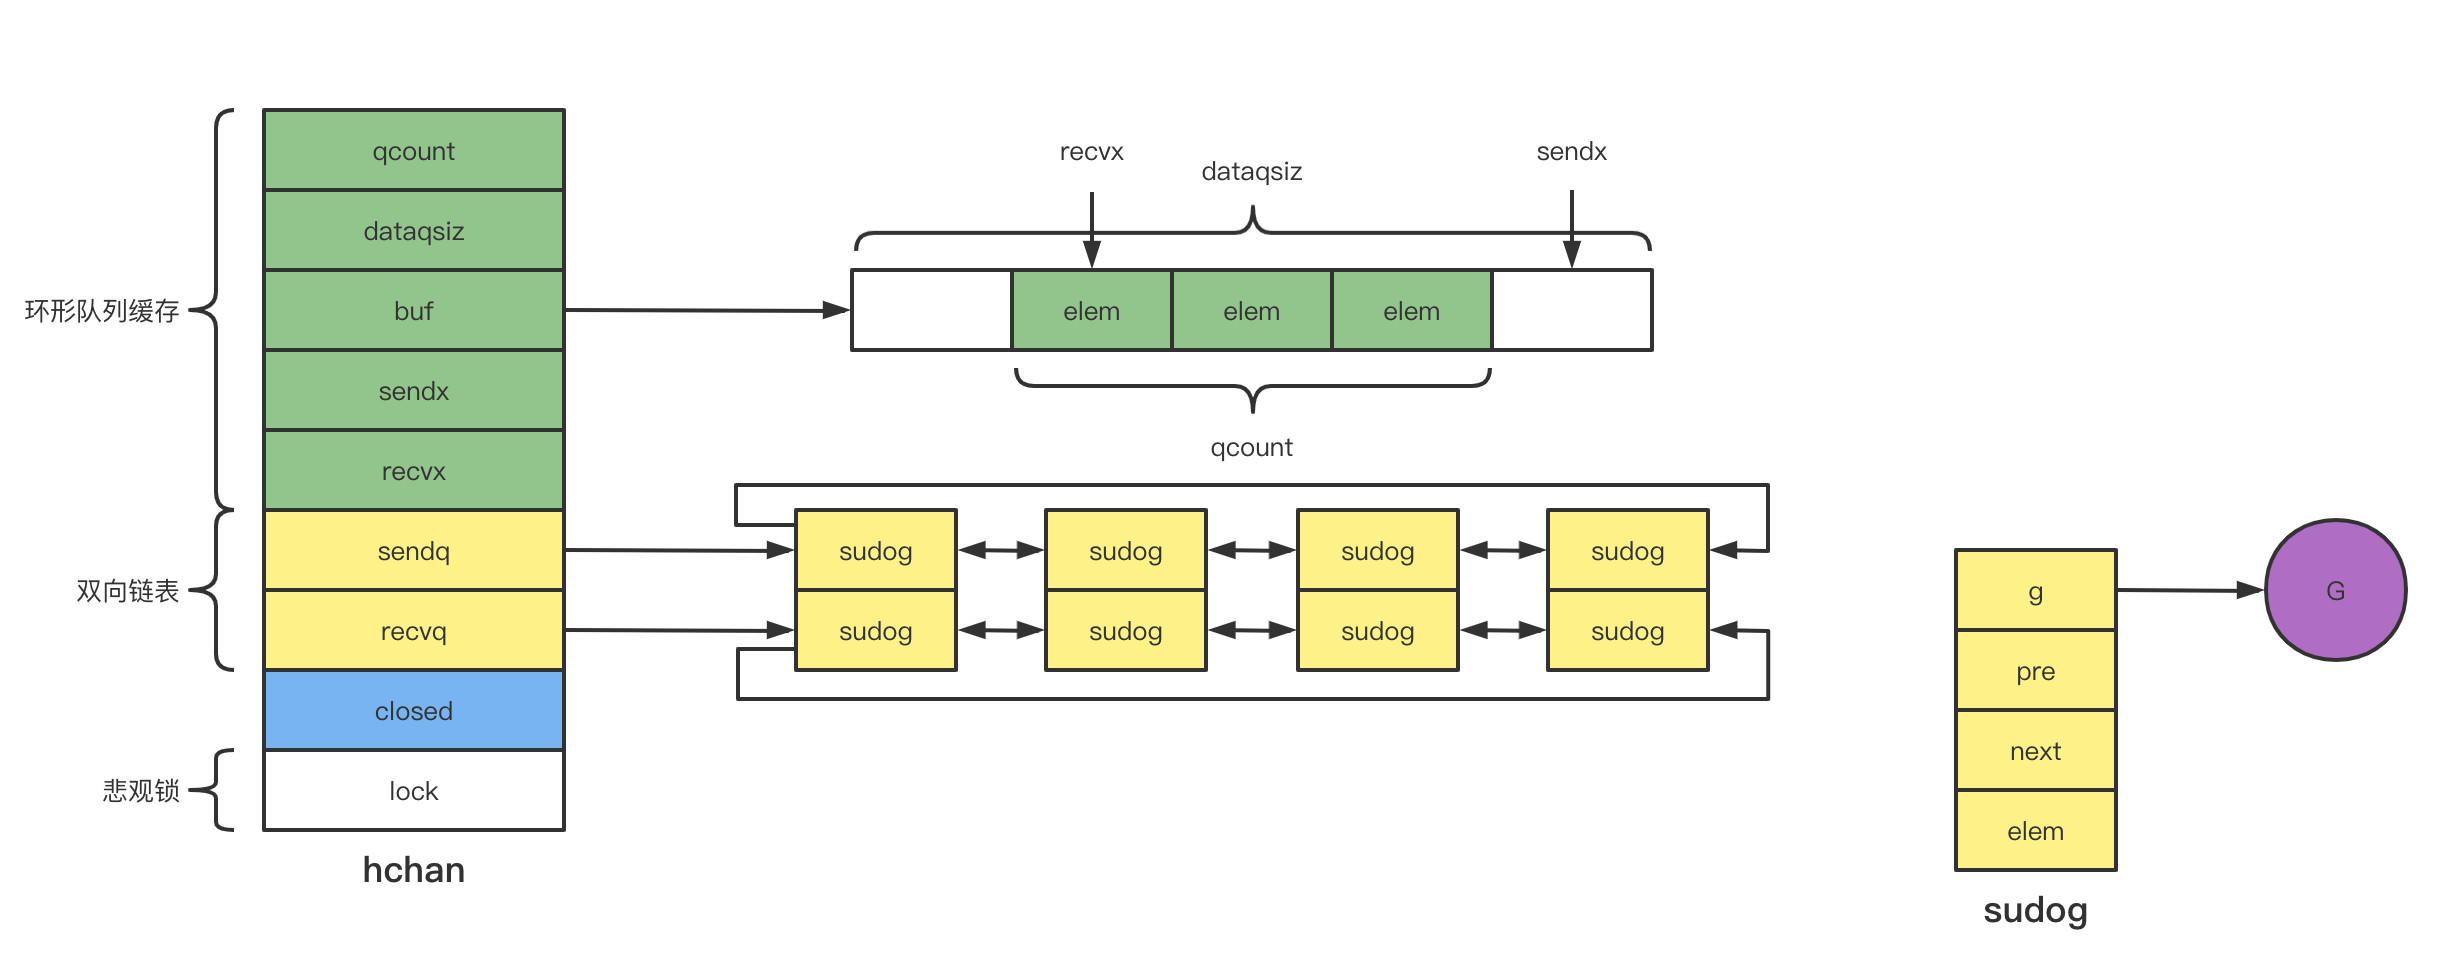 环形队列缓存
双向链表
悲观锁
qcount
dataqsiz
buf
sendx
recvx
sendq
recvq
closed
lock
hchan
recvx
dataqsiz
sendx
elem
elem
elem
qcount
sudog
sudog
sudog
sudog
sudog
sudog
sudog
sudog
g
pre
next
elem
sudog
G